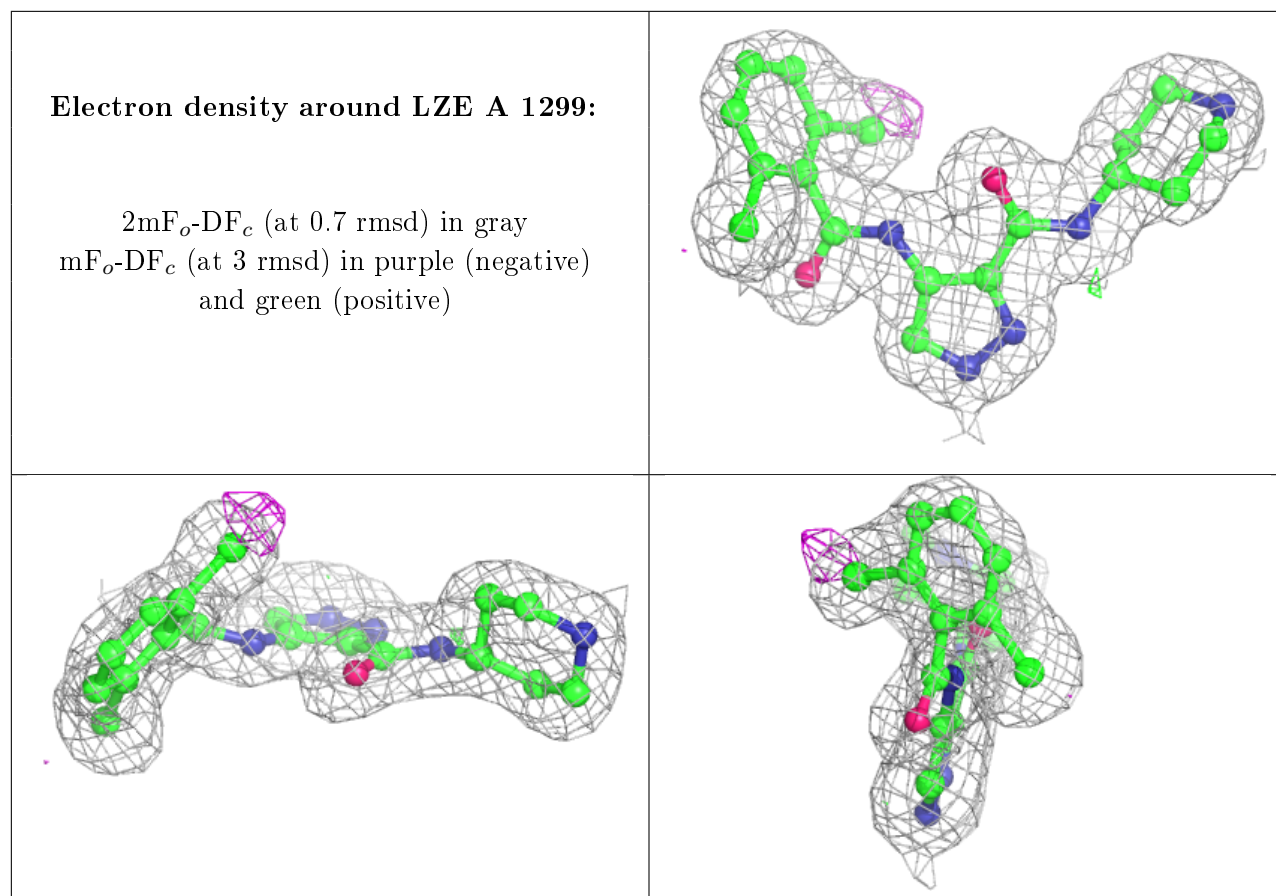 Electron density around LZE A 1299:
2mFo-DFc (at 0.7 rmsd) in gray
mFo-DFc (at 3 rmsd) in purple (negative)
and green (positive)